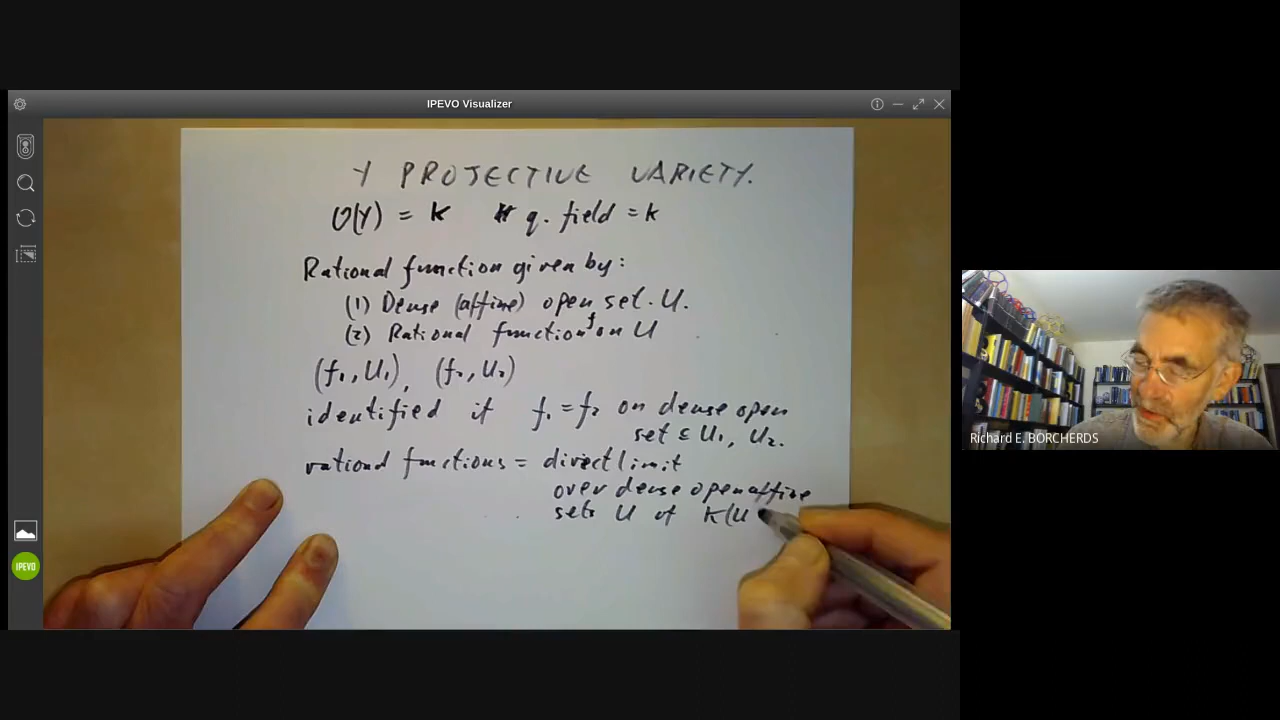 IPEVO Visualizer
Y PROJECTIVE VARIETY.
O(Y) = k q. field = k
Rational function given by:
(1) Dense (affine) open set. U.
(2) Rational function f on U
(f₁, U₁), (f₂, U₂)
identified if f₁ = f₂ on dense open
set ⊆ U₁, U₂.
rational functions = direct limit
over dense open affine
sets U of K(U
IPEVO
Richard E. BORCHERDS